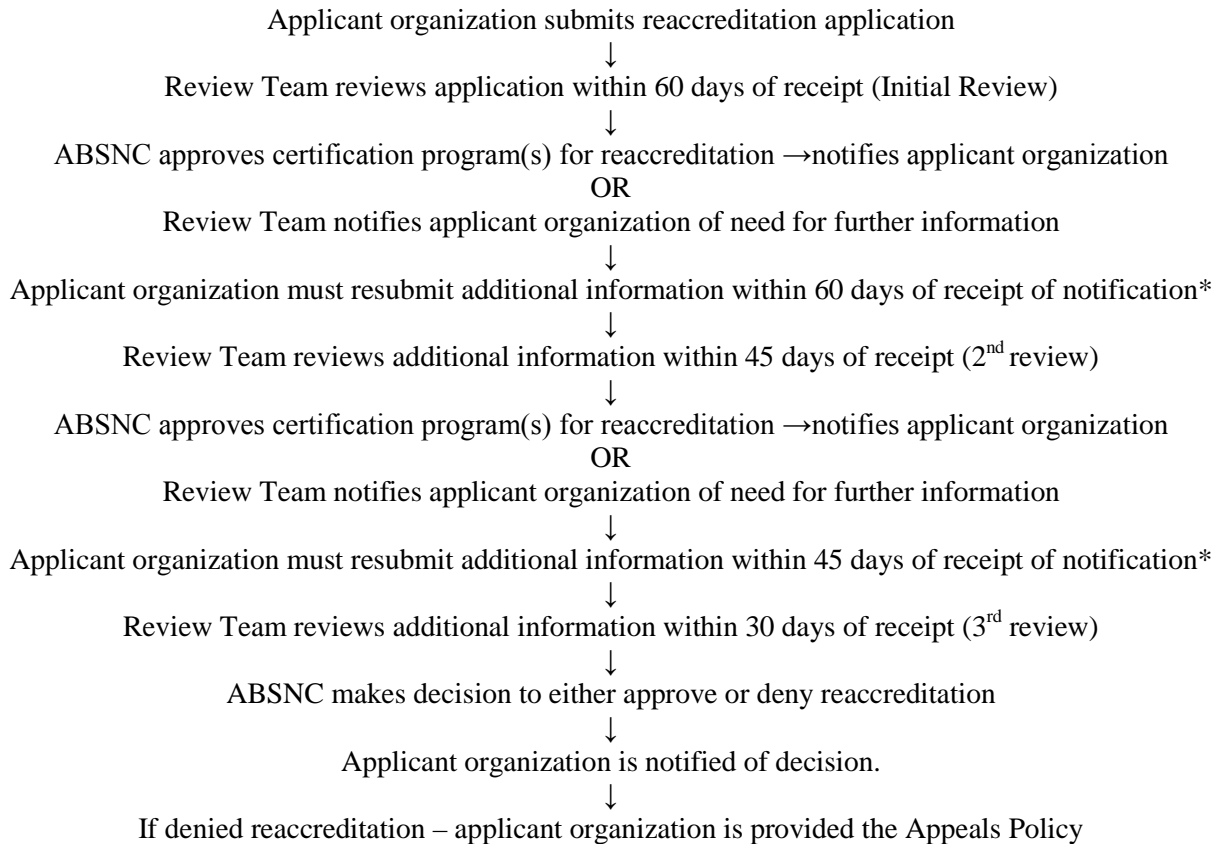 Applicant organization submits reaccreditation application
↓
Review Team reviews application within 60 days of receipt (Initial Review)
↓
ABSNC approves certification program(s) for reaccreditation →notifies applicant organization
OR
Review Team notifies applicant organization of need for further information
↓
Applicant organization must resubmit additional information within 60 days of receipt of notification*
↓
Review Team reviews additional information within 45 days of receipt (2nd review)
↓
ABSNC approves certification program(s) for reaccreditation →notifies applicant organization
OR
Review Team notifies applicant organization of need for further information
↓
Applicant organization must resubmit additional information within 45 days of receipt of notification*
↓
Review Team reviews additional information within 30 days of receipt (3rd review)
↓
ABSNC makes decision to either approve or deny reaccreditation
↓
Applicant organization is notified of decision.
↓
If denied reaccreditation – applicant organization is provided the Appeals Policy